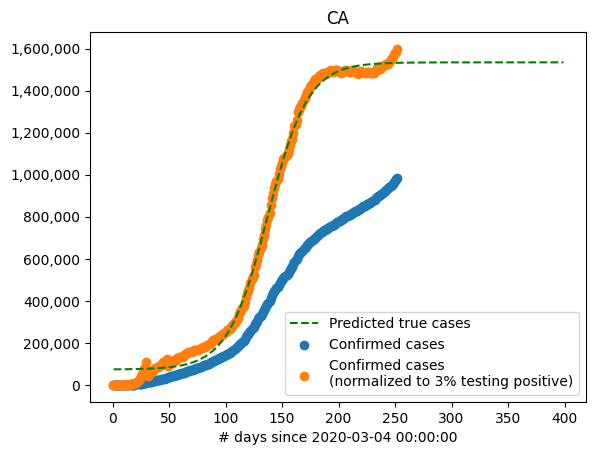 CA
1,600,000
1,400,000
1,200,000
1,000,000
800,000
600,000
400,000
200,000
0
Predicted true cases
Confirmed cases
Confirmed cases
(normalized to 3% testing positive)
0 50 100 150 200 250 300 350 400
# days since 2020-03-04 00:00:00